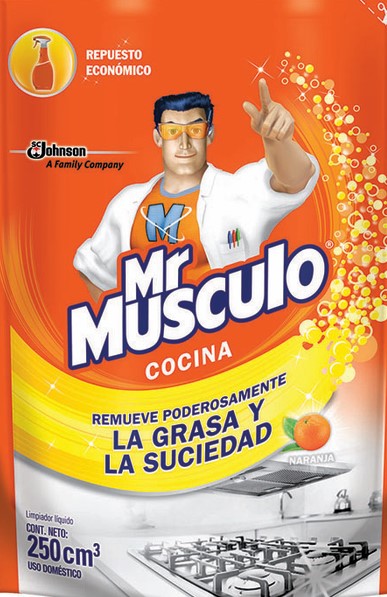 REPUESTO
ECONÓMICO
SC Johnson
A Family Company
M
Mr
MUSCULO®
COCINA
REMUEVE PODEROSAMENTE
LA GRASA Y
LA SUCIEDAD
NARANJA
Limpiador líquido
CONT. NETO:
250 cm³
USO DOMÉSTICO